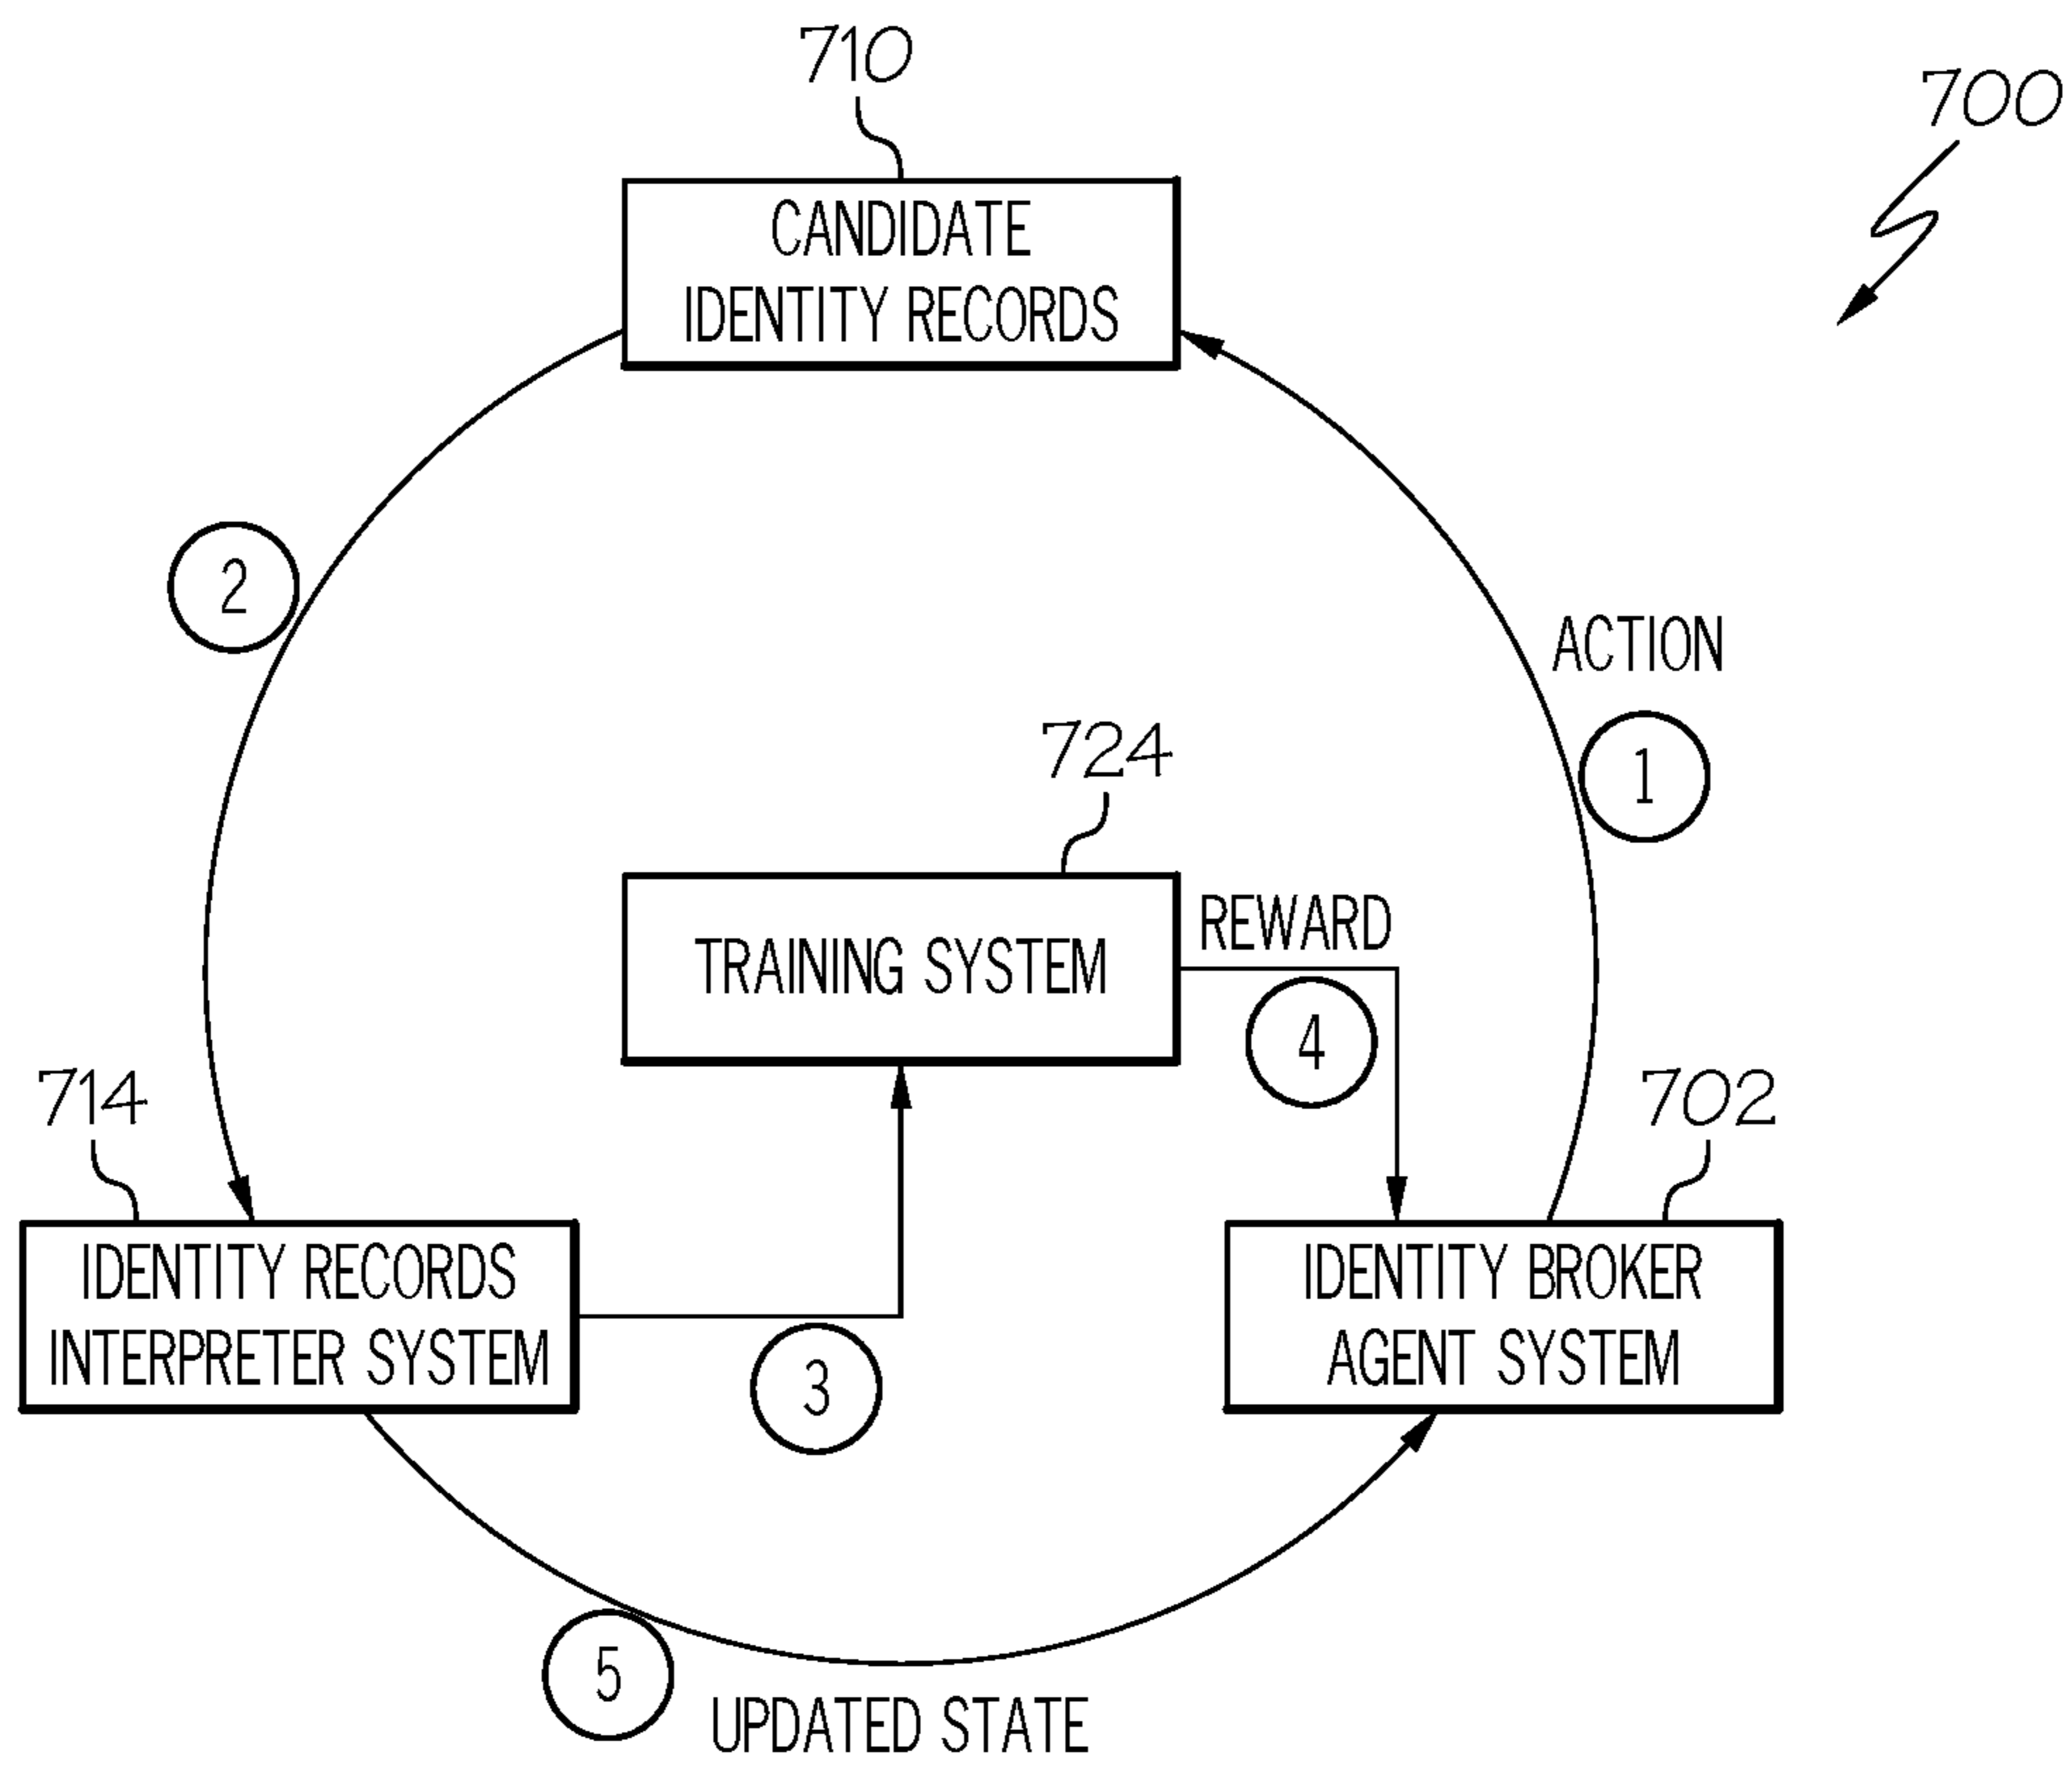 710
700
CANDIDATE
IDENTITY RECORDS
2
ACTION
1
724
TRAINING SYSTEM
REWARD
4
714
702
IDENTITY RECORDS
INTERPRETER SYSTEM
IDENTITY BROKER
AGENT SYSTEM
3
5
UPDATED STATE